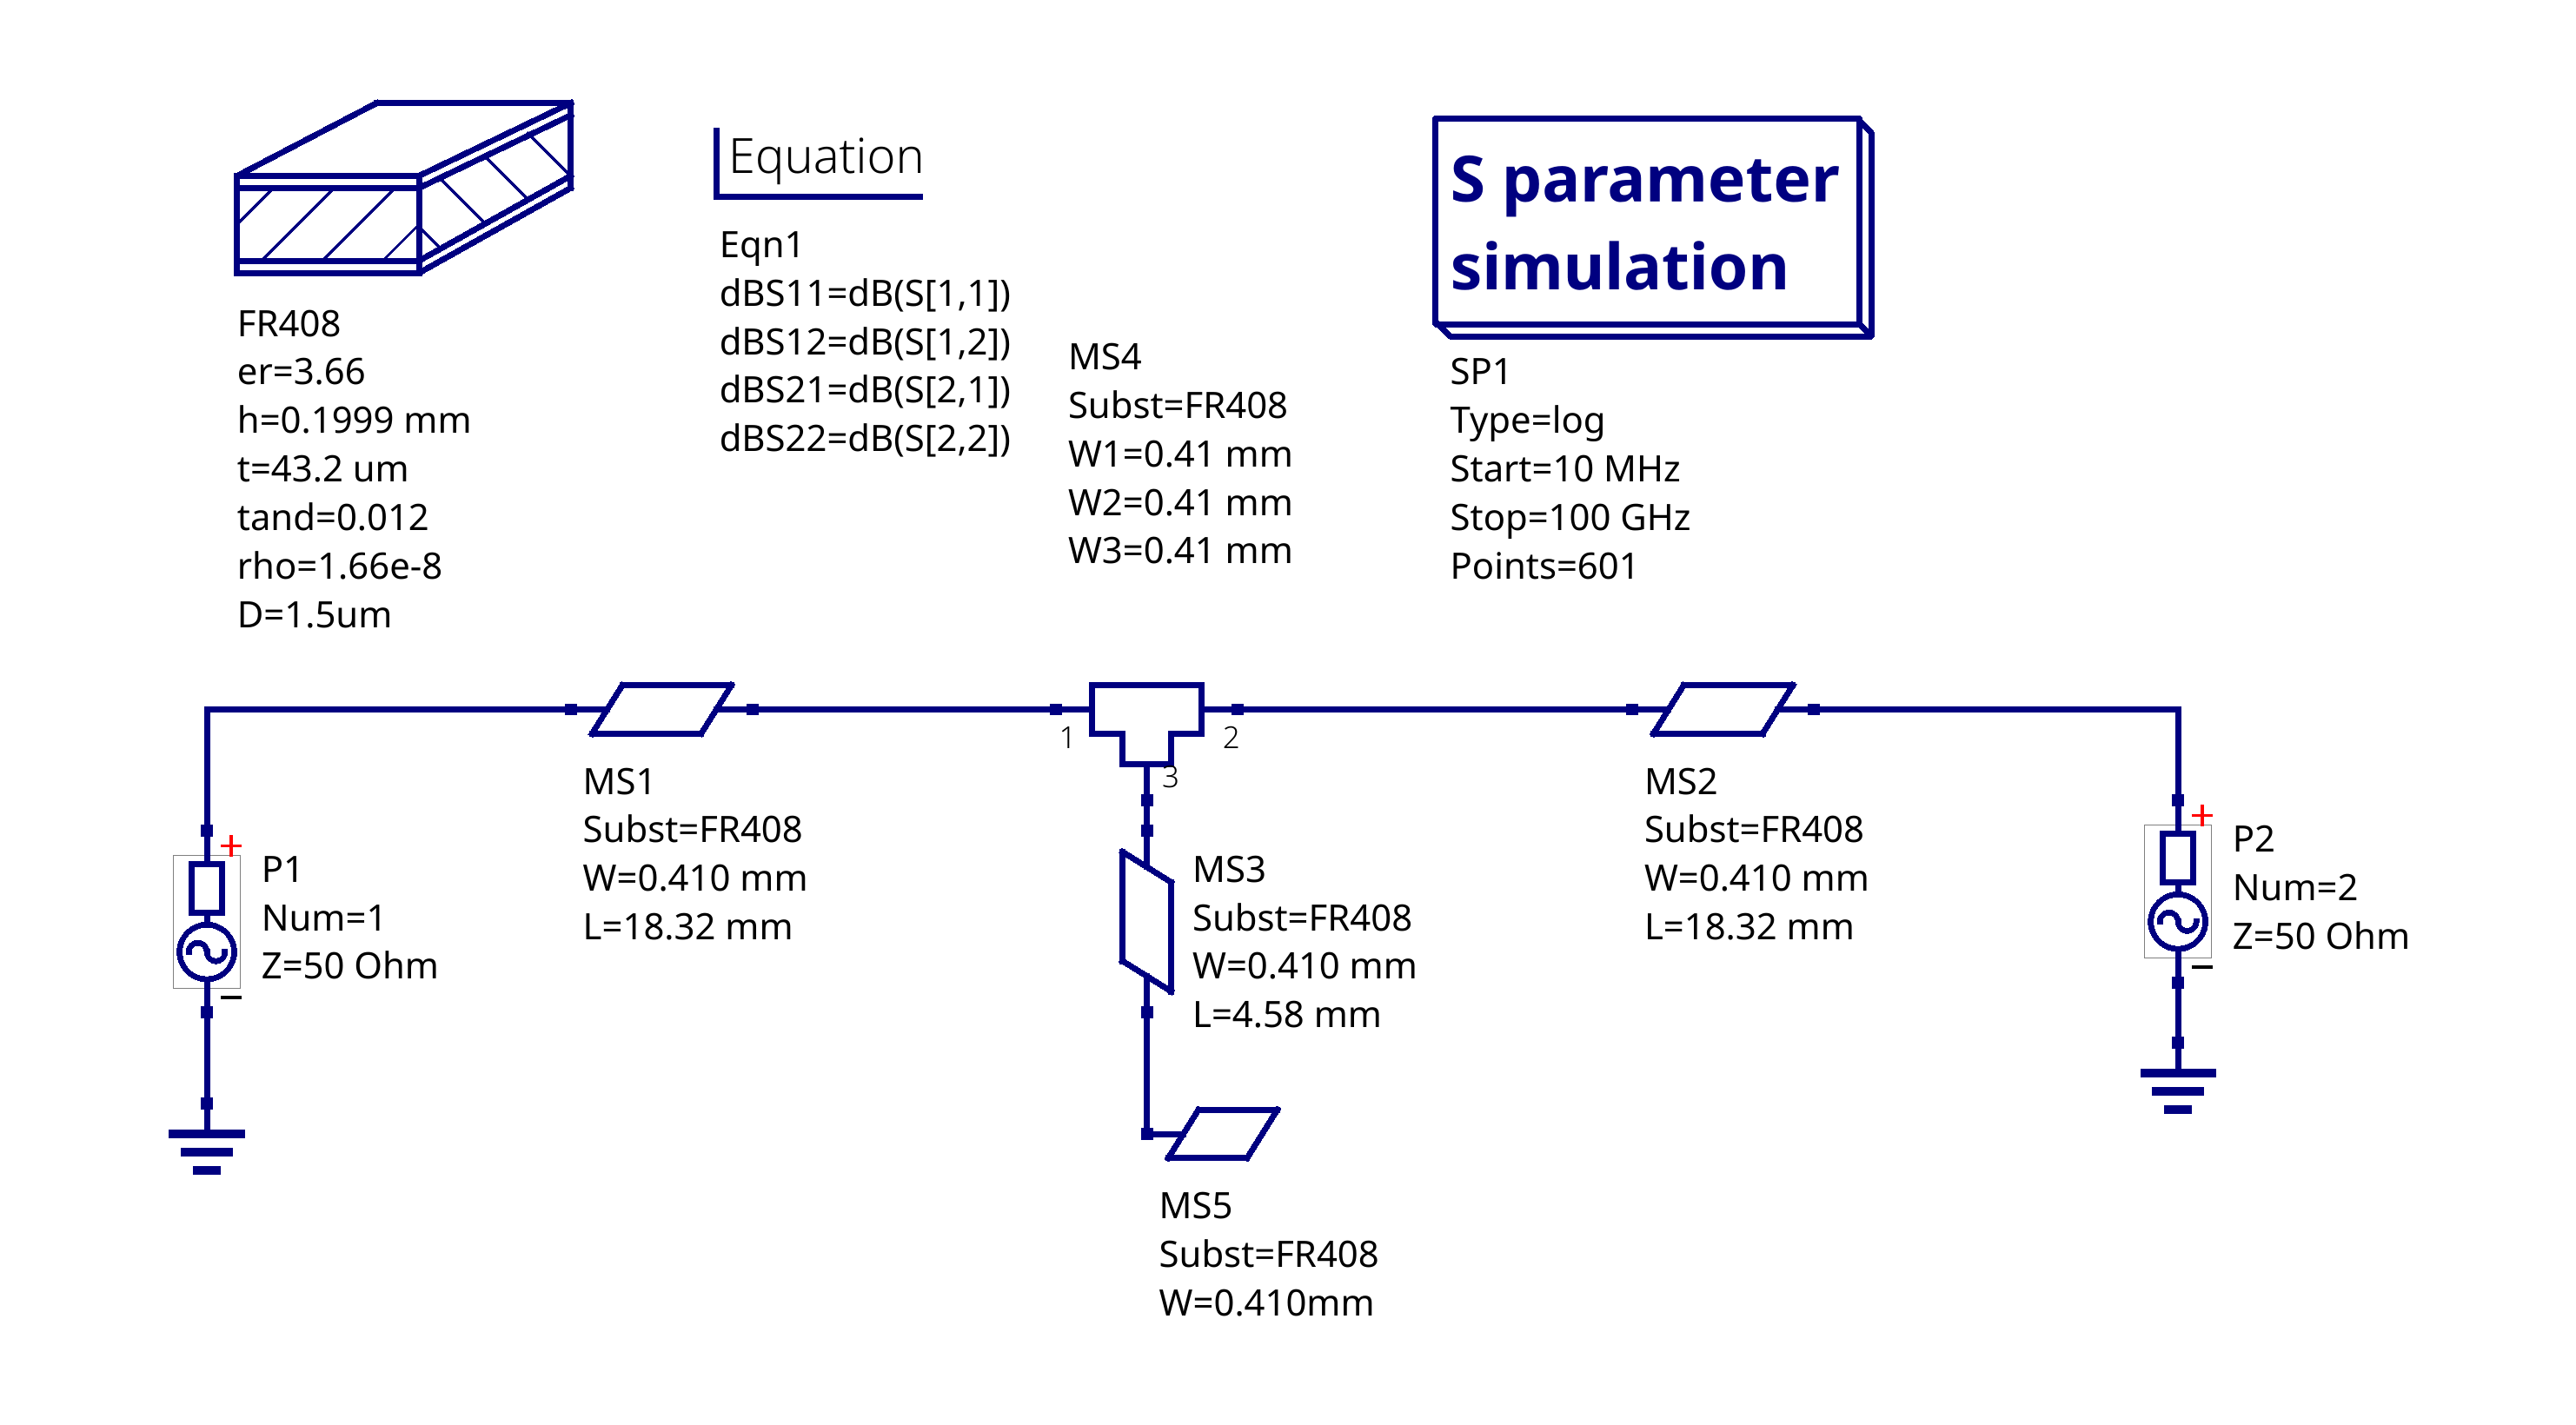 Equation
S parameter
simulation
FR408
er=3.66
h=0.1999 mm
t=43.2 um
tand=0.012
rho=1.66e-8
D=1.5um
Eqn1
dBS11=dB(S[1,1])
dBS12=dB(S[1,2])
dBS21=dB(S[2,1])
dBS22=dB(S[2,2])
MS4
Subst=FR408
W1=0.41 mm
W2=0.41 mm
W3=0.41 mm
SP1
Type=log
Start=10 MHz
Stop=100 GHz
Points=601
1
2
3
MS1
Subst=FR408
W=0.410 mm
L=18.32 mm
MS2
Subst=FR408
W=0.410 mm
L=18.32 mm
+
P1
Num=1
Z=50 Ohm
–
MS3
Subst=FR408
W=0.410 mm
L=4.58 mm
+
P2
Num=2
Z=50 Ohm
–
MS5
Subst=FR408
W=0.410mm